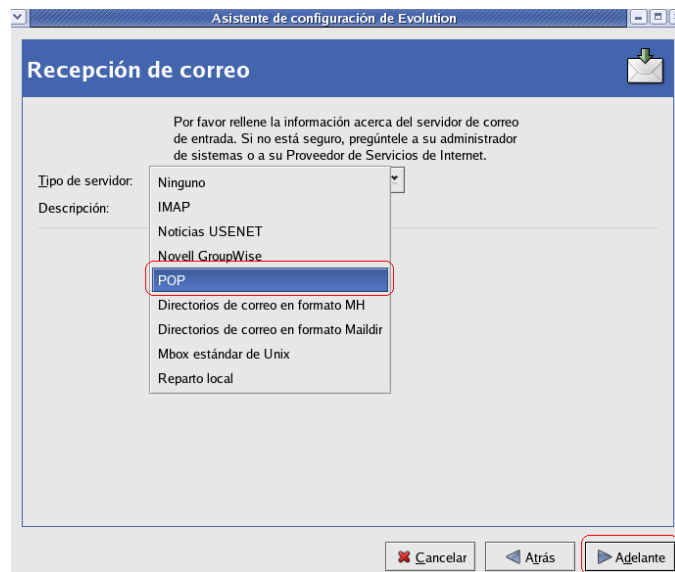 Asistente de configuración de Evolution
Recepción de correo
Por favor rellene la información acerca del servidor de correo
de entrada. Si no está seguro, pregúntele a su administrador
de sistemas o a su Proveedor de Servicios de Internet.
Tipo de servidor:
Ninguno
Descripción:
IMAP
Noticias USENET
Novell GroupWise
POP
Directorios de correo en formato MH
Directorios de correo en formato Maildir
Mbox estándar de Unix
Reparto local
Cancelar
Atrás
Adelante